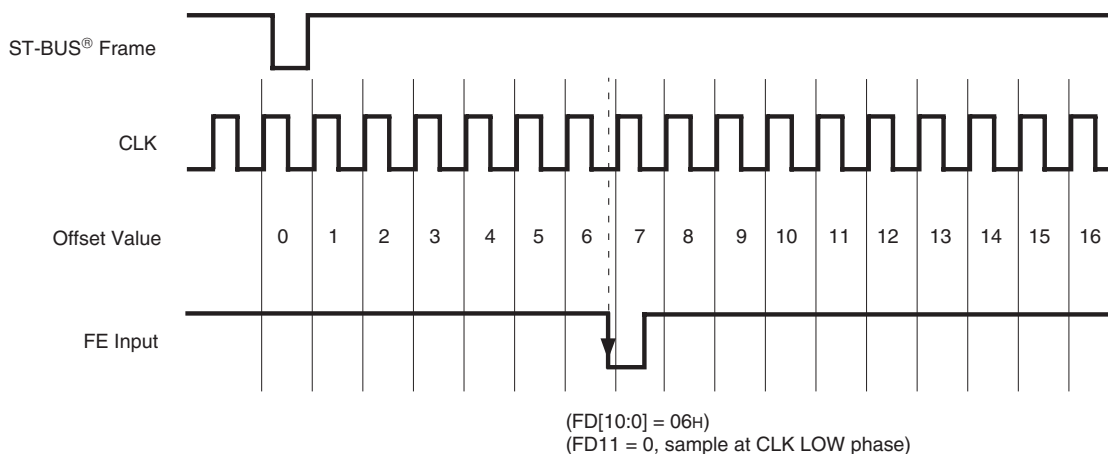 ST-BUS® Frame
CLK
Offset Value 0 1 2 3 4 5 6 7 8 9 10 11 12 13 14 15 16
FE Input
(FD[10:0] = 06H)
(FD11 = 0, sample at CLK LOW phase)